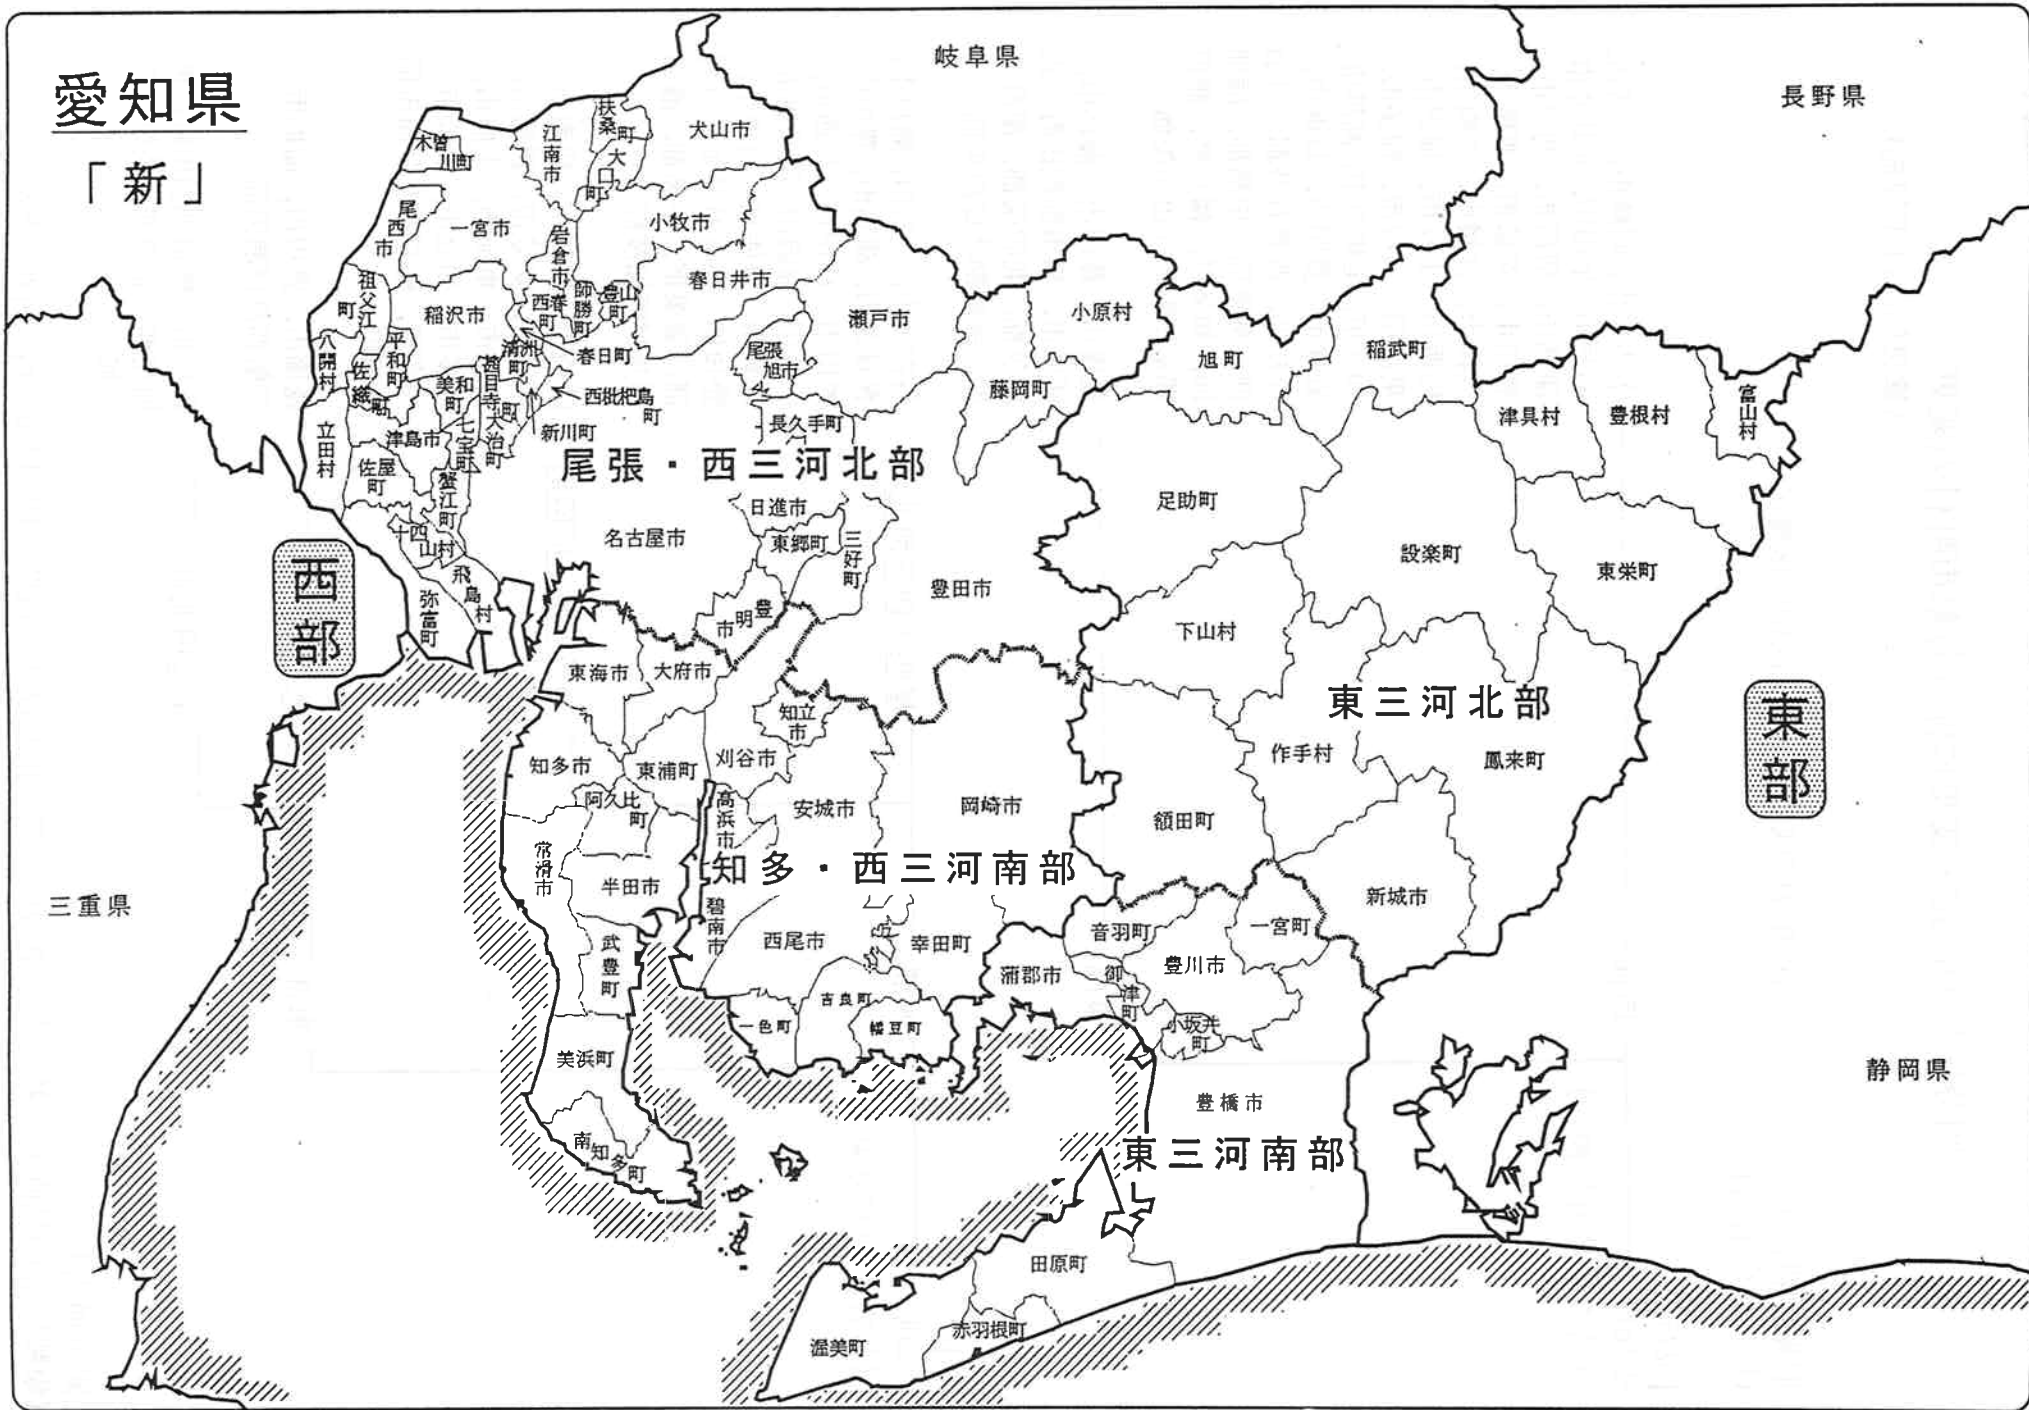 愛知県
「新」
岐阜県
長野県
三重県
静岡県
西部
東部
尾張・西三河北部
知多・西三河南部
東三河北部
東三河南部
犬山市
扶桑町
大口町
江南市
木曽川町
尾西市
一宮市
岩倉市
小牧市
春日井市
瀬戸市
祖父江町
稲沢市
西春町
師勝町
豊山町
春日町
清洲町
西枇杷島町
新川町
平和町
八開村
佐織町
美和町
甚目寺町
七宝町
大治町
津島市
立田村
佐屋町
蟹江町
十四山村
飛島村
弥富町
尾張旭市
長久手町
日進市
東郷町
三好町
名古屋市
豊明市
豊田市
藤岡町
小原村
旭町
稲武町
足助町
下山村
設楽町
津具村
豊根村
富山村
東栄町
作手村
鳳来町
額田町
新城市
東海市
大府市
知多市
東浦町
阿久比町
常滑市
半田市
武豊町
美浜町
南知多町
知立市
刈谷市
高浜市
安城市
岡崎市
碧南市
西尾市
幸田町
一色町
吉良町
幡豆町
蒲郡市
音羽町
御津町
豊川市
一宮町
小坂井町
豊橋市
田原町
赤羽根町
渥美町